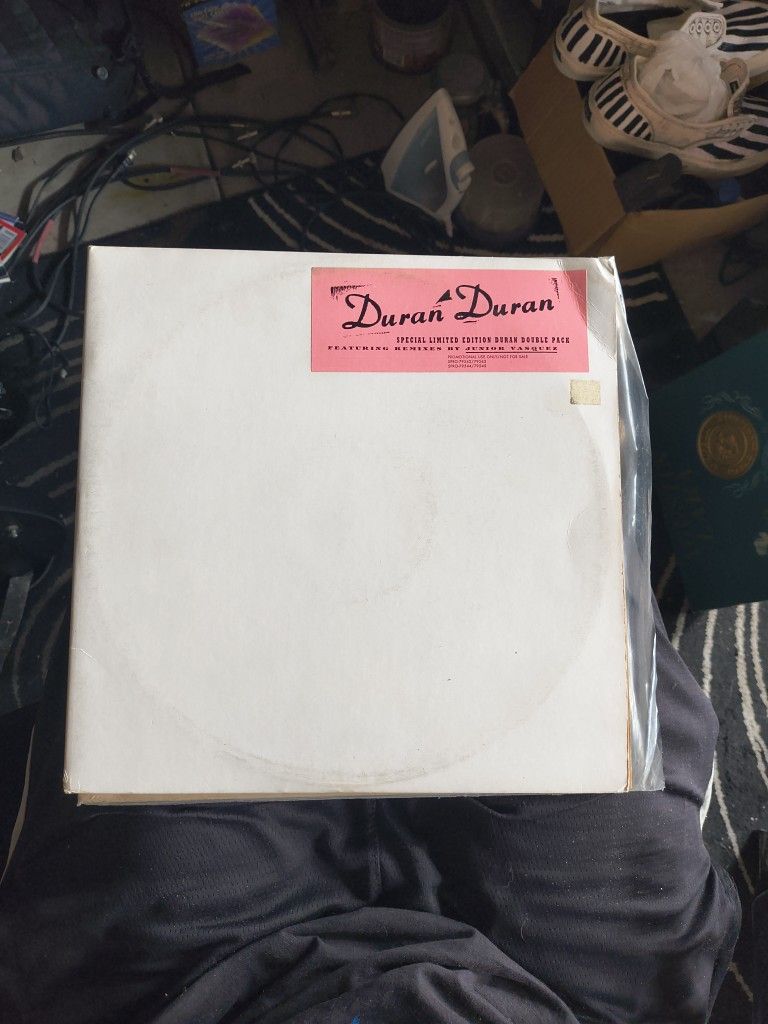 Duran Duran
SPECIAL LIMITED EDITION DURAN DOUBLE PACK
FEATURING REMIXES BY JUNIOR VASQUEZ
PROMOTIONAL USE ONLY/NOT FOR SALE